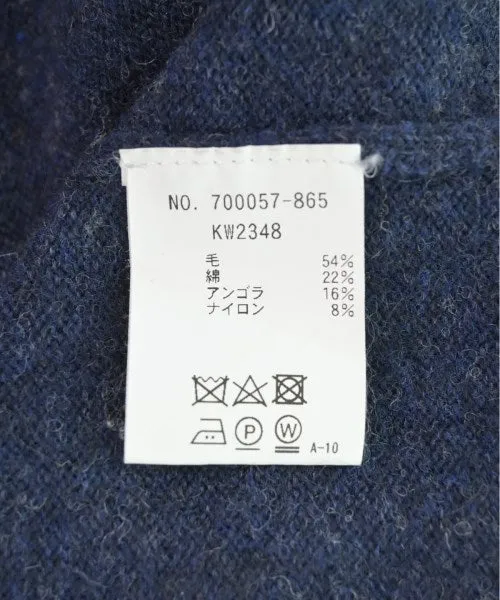 NO. 700057-865
KW2348
毛 54%
綿 22%
アンゴラ 16%
ナイロン 8%
P W A-10